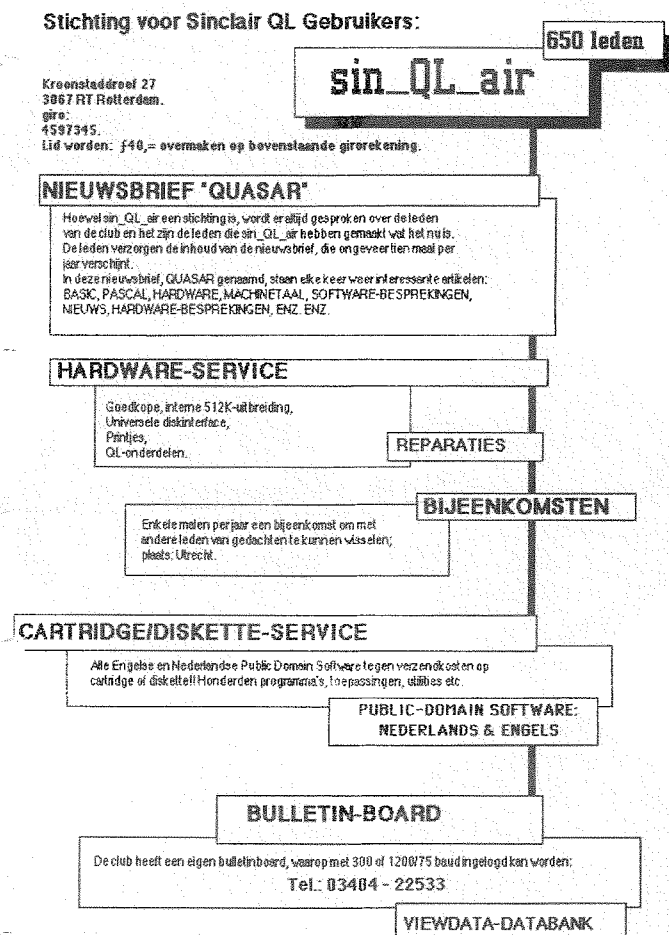 Stichting voor Sinclair QL Gebruikers:
650 leden
sin_QL_air
Kroonstaddreef 27
3067 RT Rotterdam.
giro:
4597345.
Lid worden: ƒ40,= overmaken op bovenstaande girorekening.
NIEUWSBRIEF "QUASAR"
Hoewel sin_QL_air een stichting is, wordt er altijd gesproken over de leden
van de club en het zijn de leden die sin_QL_air hebben gemaakt wat het nu is.
De leden verzorgen de inhoud van de nieuwsbrief, die ongeveer tien maal per
jaar verschijnt.
In deze nieuwsbrief, QUASAR genaamd, staan elke keer weer interessante artikelen:
BASIC, PASCAL, HARDWARE, MACHINETAAL, SOFTWARE-BESPREKINGEN,
NIEUWS, HARDWARE-BESPREKINGEN, ENZ. ENZ.
HARDWARE-SERVICE
Goedkope, interne 512K-uitbreiding,
Universele diskinterface,
Printjes,
QL-onderdelen.
REPARATIES
BIJEENKOMSTEN
Enkele malen per jaar een bijeenkomst om met
andere leden van gedachten te kunnen wisselen;
plaats: Utrecht.
CARTRIDGE/DISKETTE-SERVICE
Alle Engelse en Nederlandse Public Domain Software tegen verzendkosten op
cartridge of diskette!! Honderden programma's, toepassingen, utilities etc.
PUBLIC-DOMAIN SOFTWARE:
NEDERLANDS & ENGELS
BULLETIN-BOARD
De club heeft een eigen bulletinboard, waarop met 300 of 1200/75 baud ingelogd kan worden:
Tel.: 03404 - 22533
VIEWDATA-DATABANK